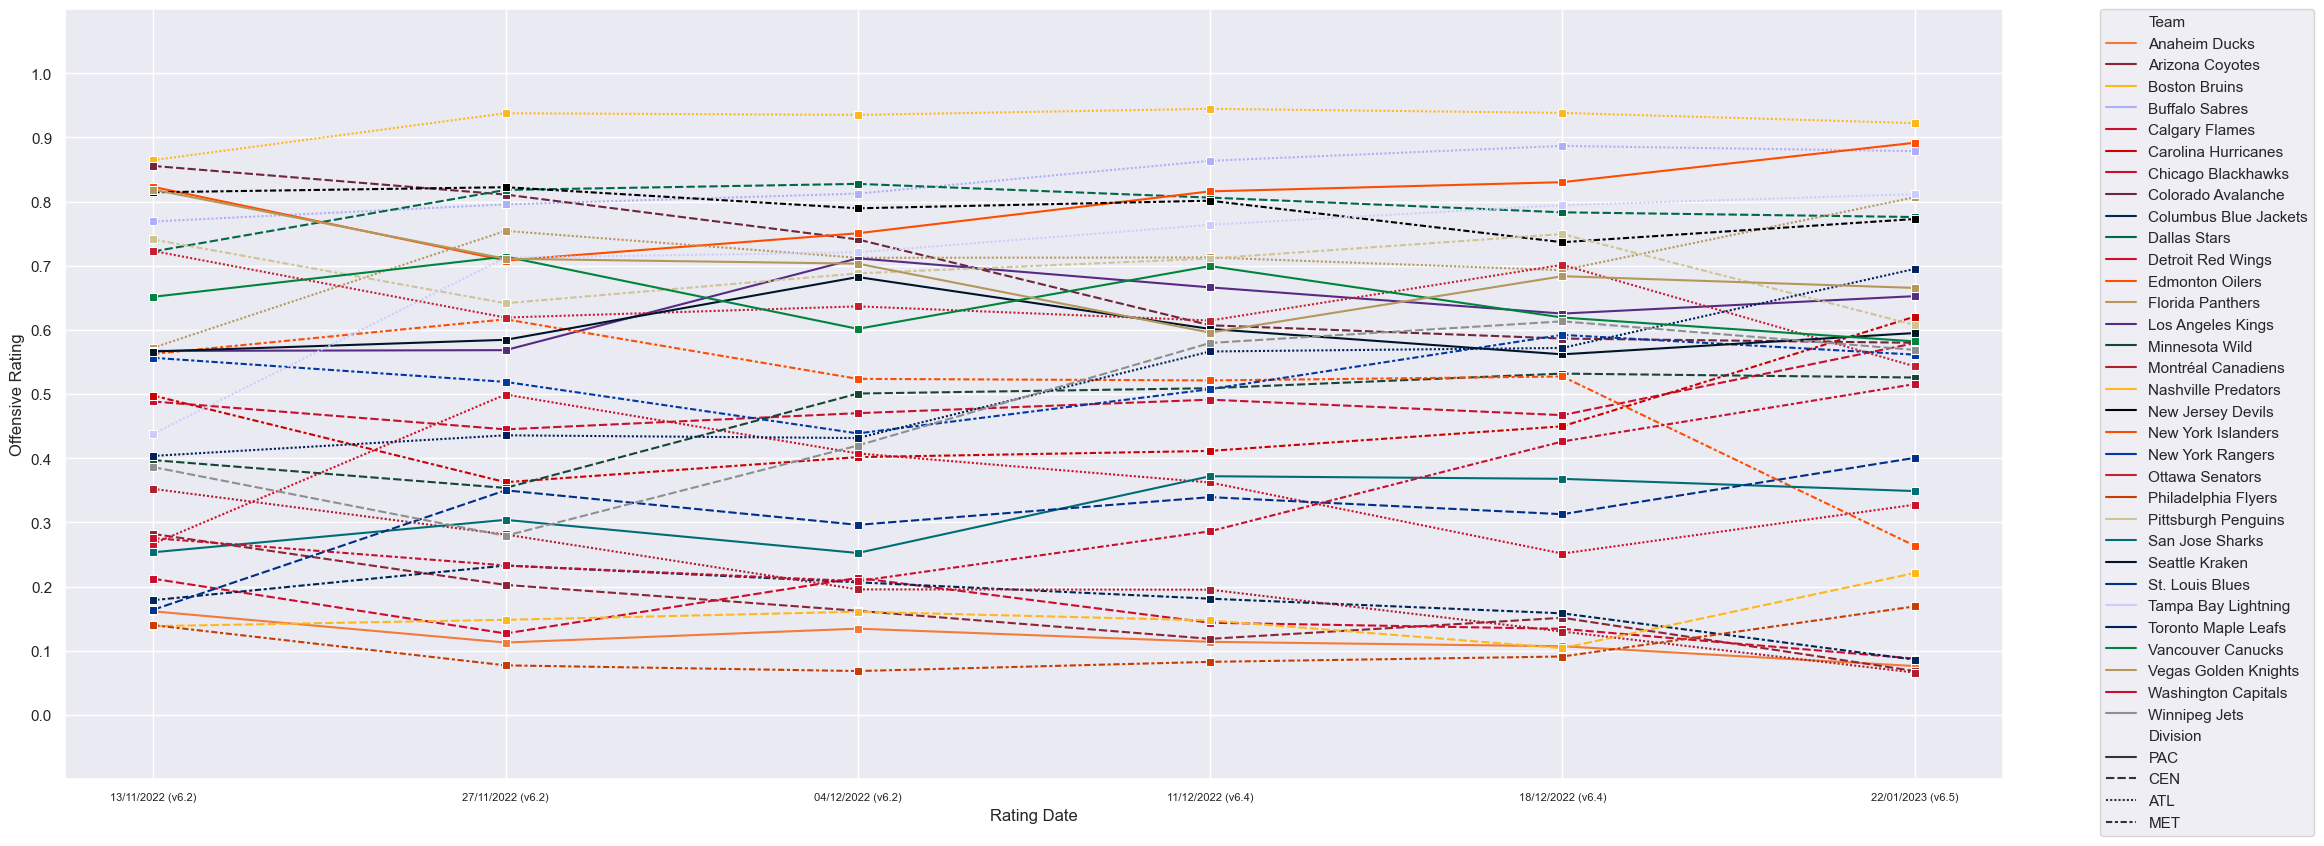 Offensive Rating
1.0
0.9
0.8
0.7
0.6
0.5
0.4
0.3
0.2
0.1
0.0
13/11/2022 (v6.2)
27/11/2022 (v6.2)
04/12/2022 (v6.2)
11/12/2022 (v6.4)
18/12/2022 (v6.4)
22/01/2023 (v6.5)
Rating Date
Team
Anaheim Ducks
Arizona Coyotes
Boston Bruins
Buffalo Sabres
Calgary Flames
Carolina Hurricanes
Chicago Blackhawks
Colorado Avalanche
Columbus Blue Jackets
Dallas Stars
Detroit Red Wings
Edmonton Oilers
Florida Panthers
Los Angeles Kings
Minnesota Wild
Montréal Canadiens
Nashville Predators
New Jersey Devils
New York Islanders
New York Rangers
Ottawa Senators
Philadelphia Flyers
Pittsburgh Penguins
San Jose Sharks
Seattle Kraken
St. Louis Blues
Tampa Bay Lightning
Toronto Maple Leafs
Vancouver Canucks
Vegas Golden Knights
Washington Capitals
Winnipeg Jets
Division
PAC
CEN
ATL
MET